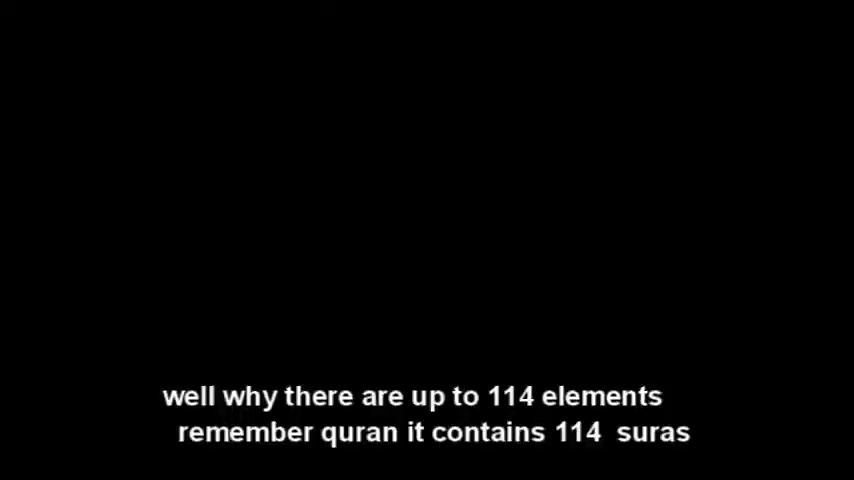 well why there are up to 114 elements
remember quran it contains 114 suras